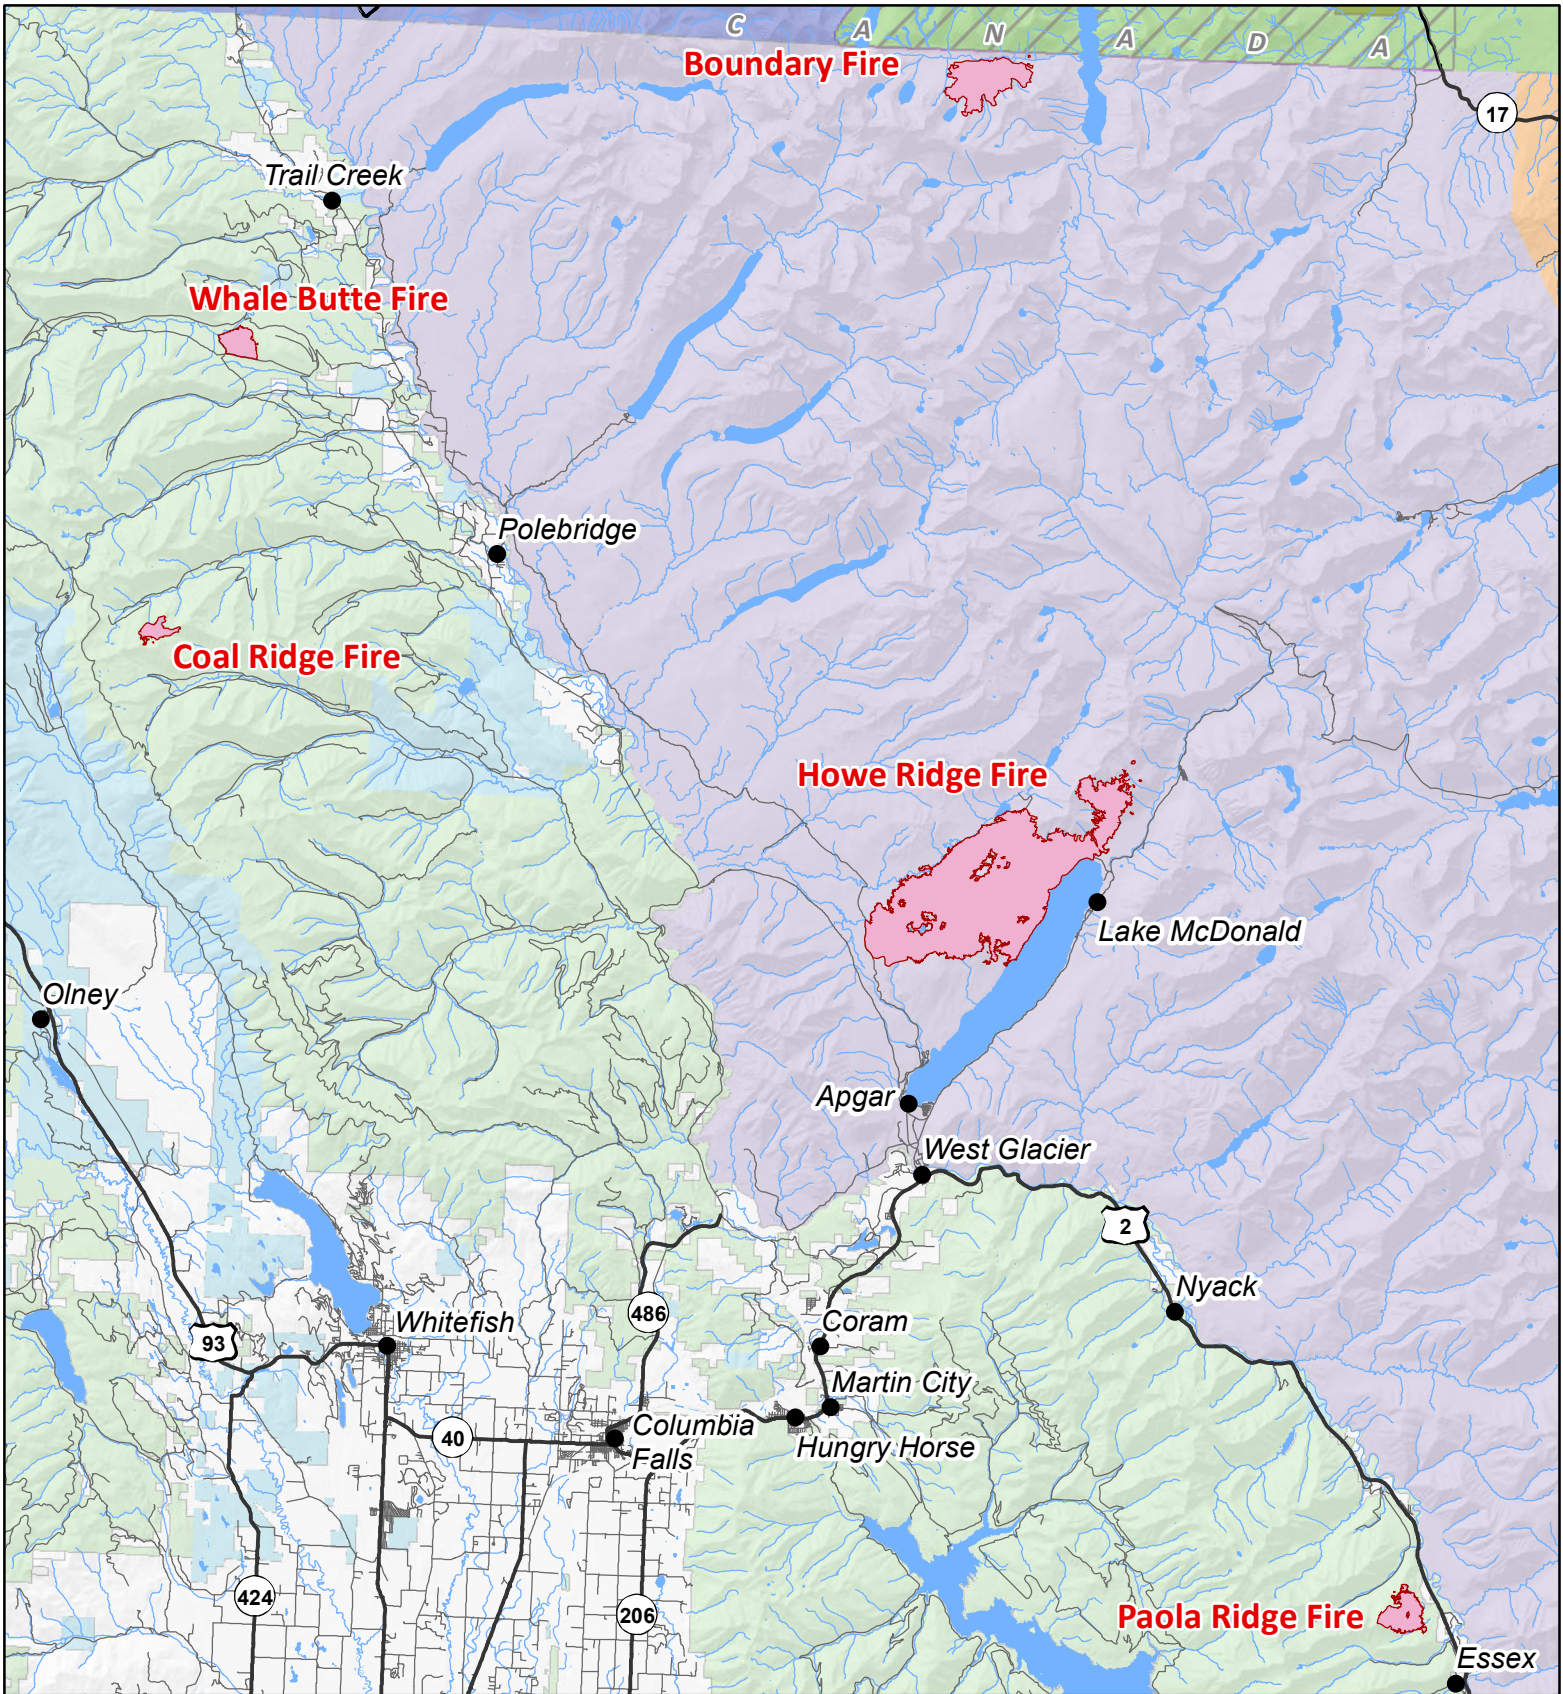 C A N A D A
Boundary Fire
17
Trail Creek
Whale Butte Fire
Polebridge
Coal Ridge Fire
Howe Ridge Fire
Lake McDonald
Olney
Apgar
West Glacier
2
Nyack
486
Whitefish
93
Coram
Martin City
Columbia
Falls
40
Hungry Horse
424
206
Paola Ridge Fire
Essex